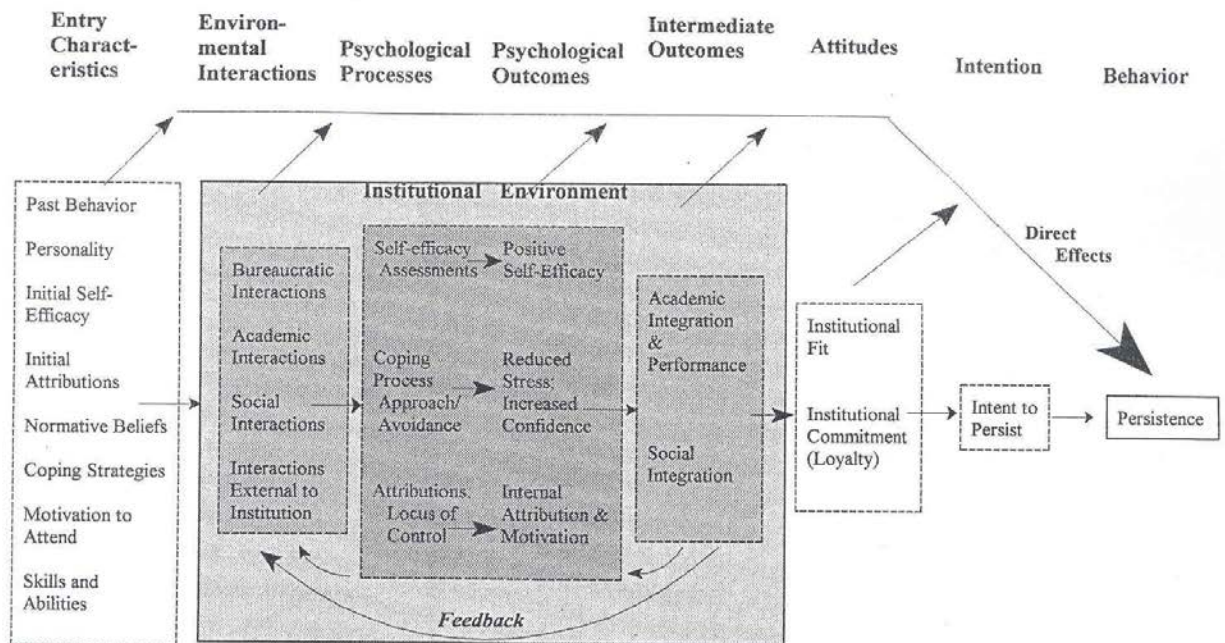 Entry
Charact-
eristics
Environ-
mental
Interactions
Psychological
Processes
Psychological
Outcomes
Intermediate
Outcomes
Attitudes
Intention
Behavior
Direct
Effects
Past Behavior
Personality
Initial Self-
Efficacy
Initial
Attributions
Normative Beliefs
Coping Strategies
Motivation to
Attend
Skills and
Abilities
Institutional Environment
Bureaucratic
Interactions
Academic
Interactions
Social
Interactions
Interactions
External to
Institution
Self-efficacy
Assessments
Positive
Self-Efficacy
Coping
Process
Approach/
Avoidance
Reduced
Stress;
Increased
Confidence
Attributions.
Locus of
Control
Internal
Attribution &
Motivation
Academic
Integration
&
Performance
Social
Integration
Feedback
Institutional
Fit
Institutional
Commitment
(Loyalty)
Intent to
Persist
Persistence